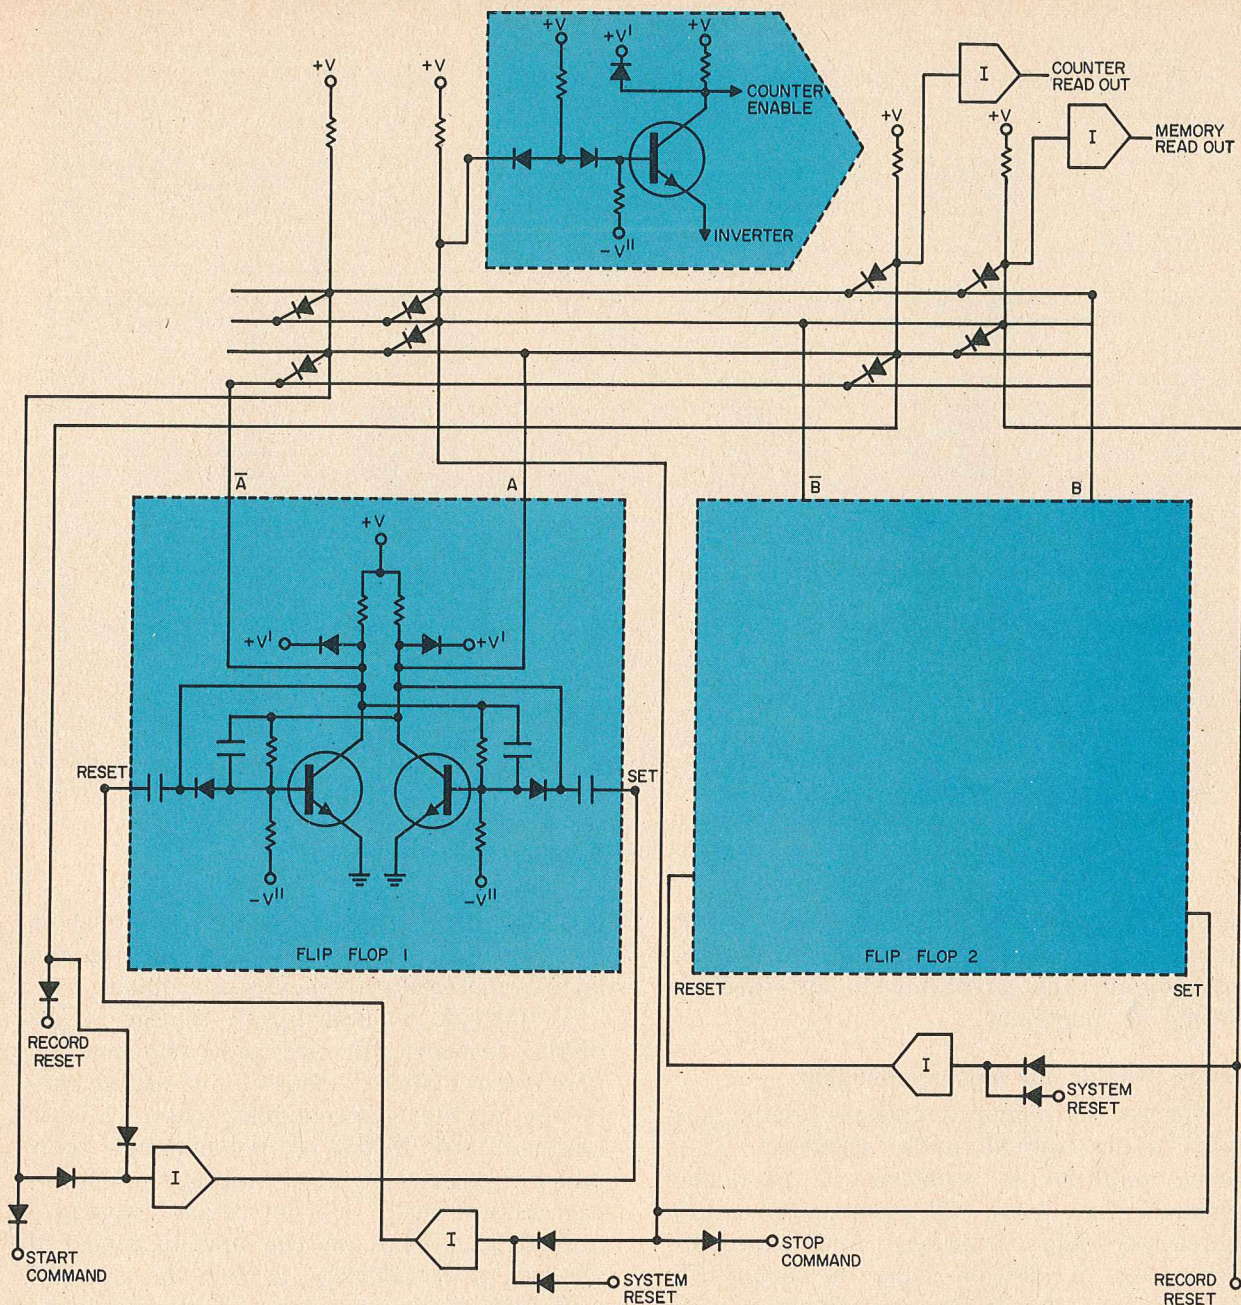 +V
+V
+V
+V^I
+V
COUNTER
ENABLE
-V^II
INVERTER
I
COUNTER
READ OUT
+V
+V
I
MEMORY
READ OUT
A̅
A
B̅
B
+V
+V^I
+V^I
RESET
SET
-V^II
-V^II
FLIP FLOP 1
FLIP FLOP 2
RESET
SET
RECORD
RESET
I
SYSTEM
RESET
I
START
COMMAND
I
STOP
COMMAND
SYSTEM
RESET
RECORD
RESET